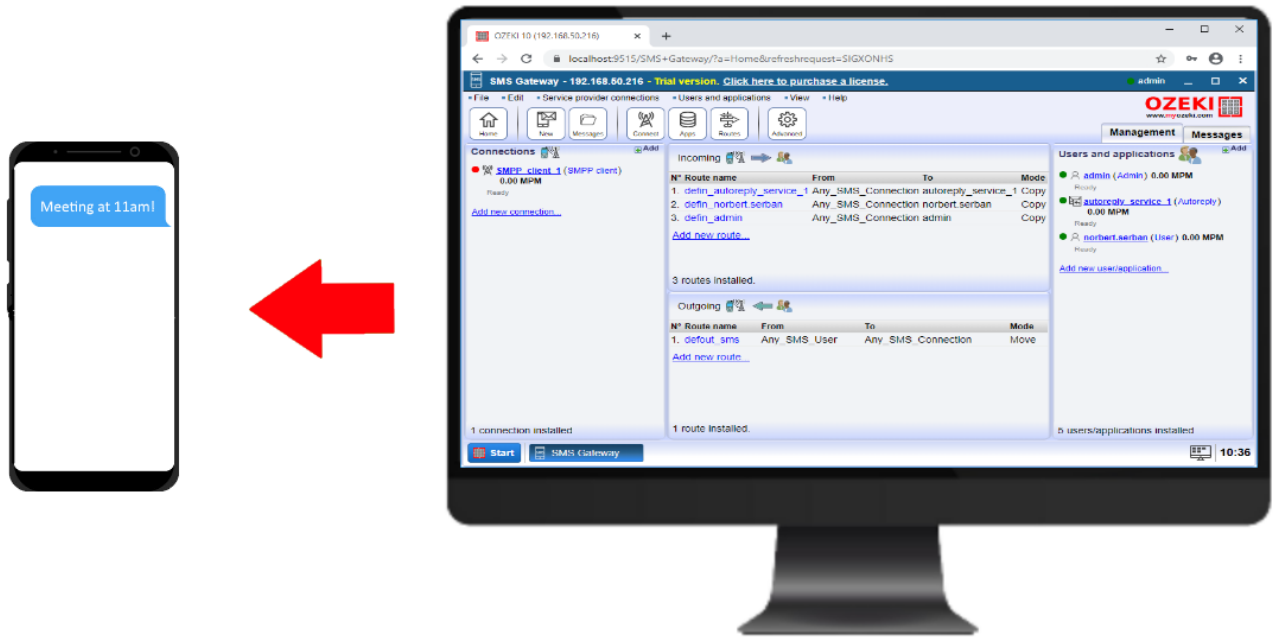 Meeting at 11am!
OZEKI 10 (192.168.50.216)
localhost:9515/SMS+Gateway/?a=Home&refreshrequest=SIGXONHS
SMS Gateway - 192.168.50.216 - Trial version. Click here to purchase a license.
admin
File Edit Service provider connections Users and applications View Help
OZEKI
www.myozeki.com
Home New Messages Connect Apps Routes Advanced
Management Messages
Connections Add
SMPP_client_1 (SMPP client)
0.00 MPM
Ready
Add new connection...
1 connection installed
Incoming
N° Route name From To Mode
1. defin_autoreply_service_1 Any_SMS_Connection autoreply_service_1 Copy
2. defin_norbert.serban Any_SMS_Connection norbert.serban Copy
3. defin_admin Any_SMS_Connection admin Copy
Add new route...
3 routes installed.
Outgoing
N° Route name From To Mode
1. defout_sms Any_SMS_User Any_SMS_Connection Move
Add new route...
1 route installed.
Users and applications Add
admin (Admin) 0.00 MPM
Ready
autoreply_service_1 (Autoreply)
0.00 MPM
Ready
norbert.serban (User) 0.00 MPM
Ready
Add new user/application...
5 users/applications installed
Start SMS Gateway 10:36